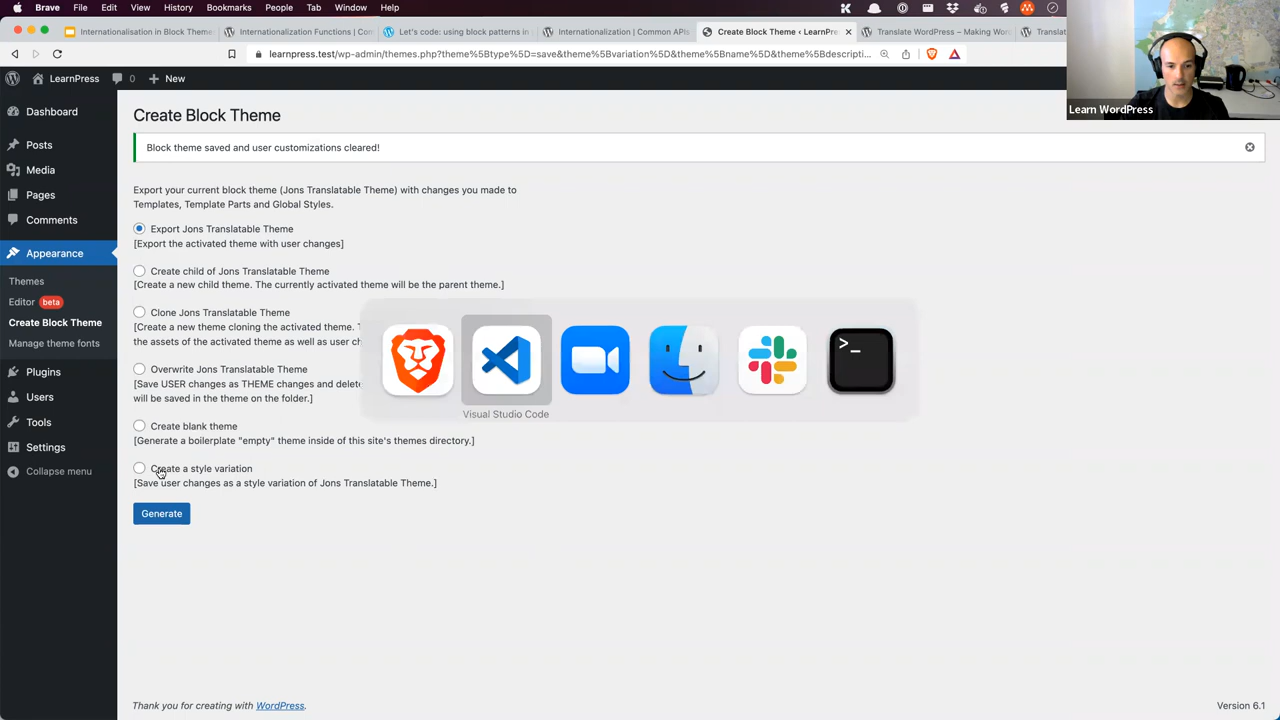 Brave File Edit View History Bookmarks People Tab Window Help
Internationalisation in Block Theme
Internationalization Functions | Com
Let's code: using block patterns in
Internationalization | Common APIs
Create Block Theme ‹ LearnPre
Translate WordPress – Making Wor
Transla
learnpress.test/wp-admin/themes.php?theme%5Btype%5D=save&theme%5Bvariation%5D&theme%5Bname%5D&theme%5Bdescripti...
LearnPress 0 New
Learn WordPress
Dashboard
Posts
Media
Pages
Comments
Appearance
Themes
Editor beta
Create Block Theme
Manage theme fonts
Plugins
Users
Tools
Settings
Collapse menu
Create Block Theme
Block theme saved and user customizations cleared!
Export your current block theme (Jons Translatable Theme) with changes you made to
Templates, Template Parts and Global Styles.
Export Jons Translatable Theme
[Export the activated theme with user changes]
Create child of Jons Translatable Theme
[Create a new child theme. The currently activated theme will be the parent theme.]
Clone Jons Translatable Theme
[Create a new theme cloning the activated theme. T
the assets of the activated theme as well as user ch
Overwrite Jons Translatable Theme
[Save USER changes as THEME changes and delete
will be saved in the theme on the folder.]
Create blank theme
[Generate a boilerplate "empty" theme inside of this site's themes directory.]
Create a style variation
[Save user changes as a style variation of Jons Translatable Theme.]
Generate
Visual Studio Code
Thank you for creating with WordPress.
Version 6.1